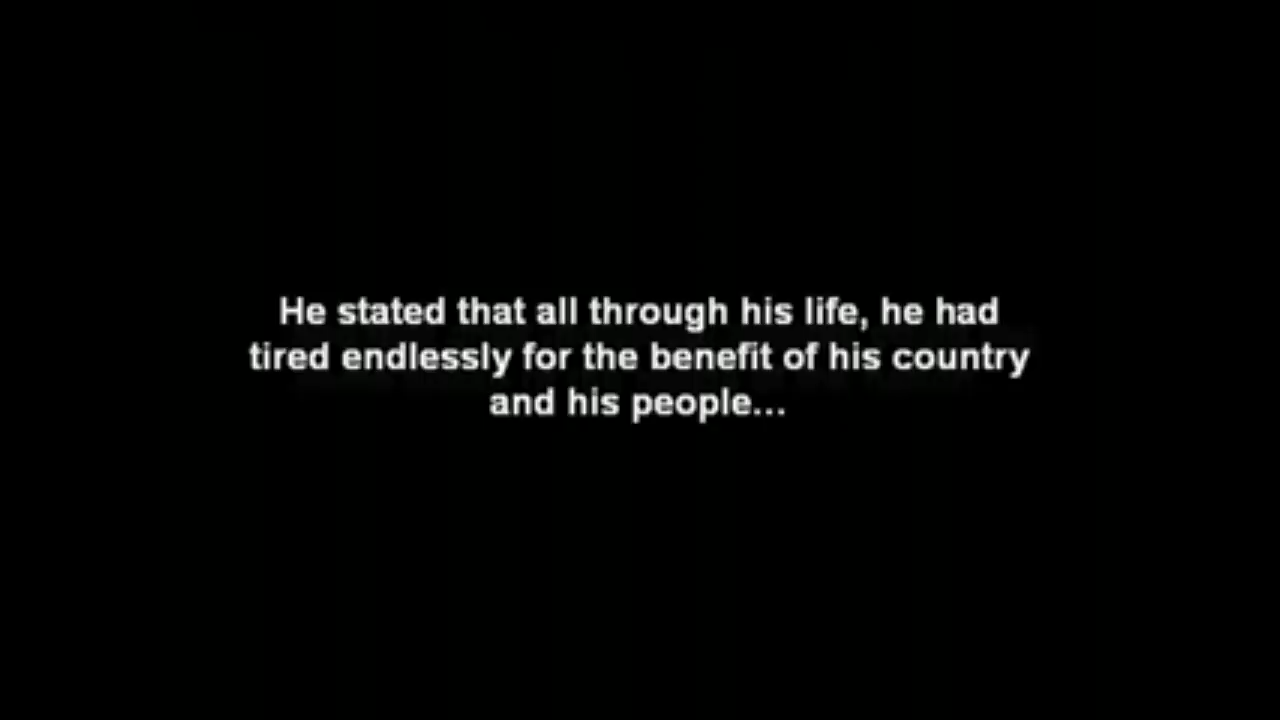 He stated that all through his life, he had
tired endlessly for the benefit of his country
and his people...